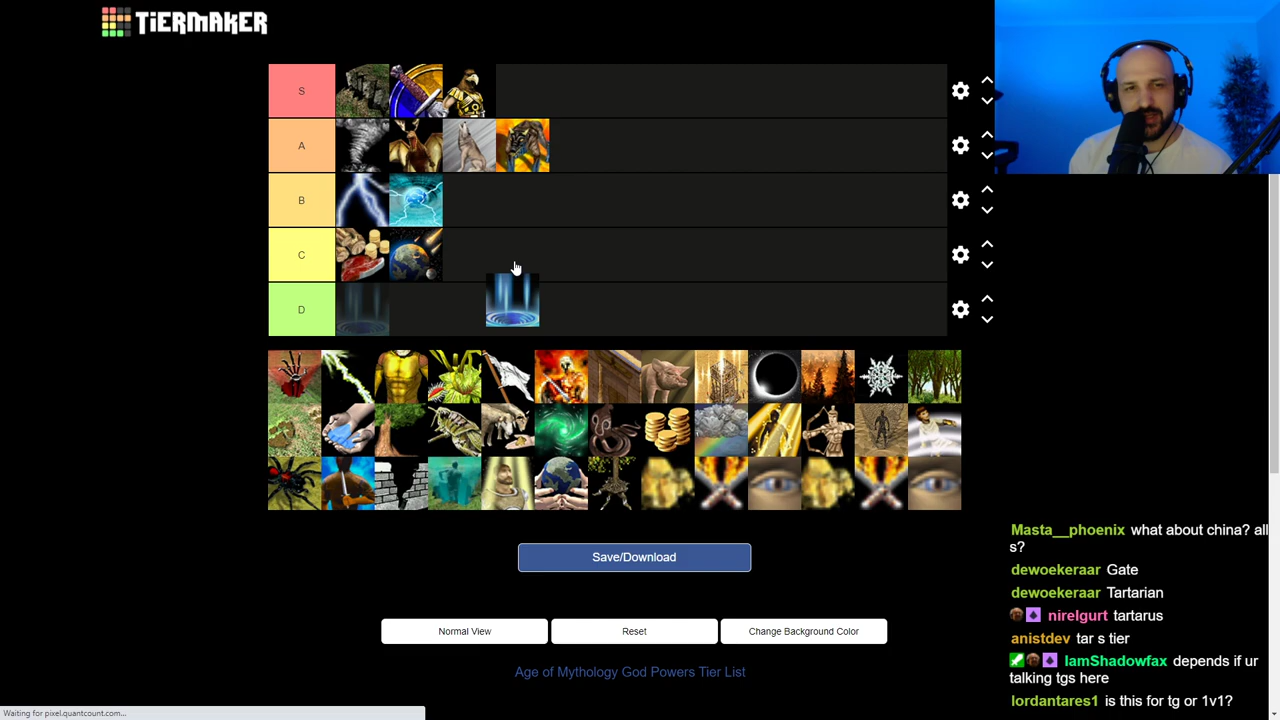 TiERMAKER
S
A
B
C
D
Save/Download
Normal View
Reset
Change Background Color
Age of Mythology God Powers Tier List
Masta__phoenix what about china? all
s?
dewoekeraar Gate
dewoekeraar Tartarian
nirelgurt tartarus
anistdev tar s tier
IamShadowfax depends if ur
talking tgs here
lordantares1 is this for tg or 1v1?
Waiting for pixel.quantcount.com...